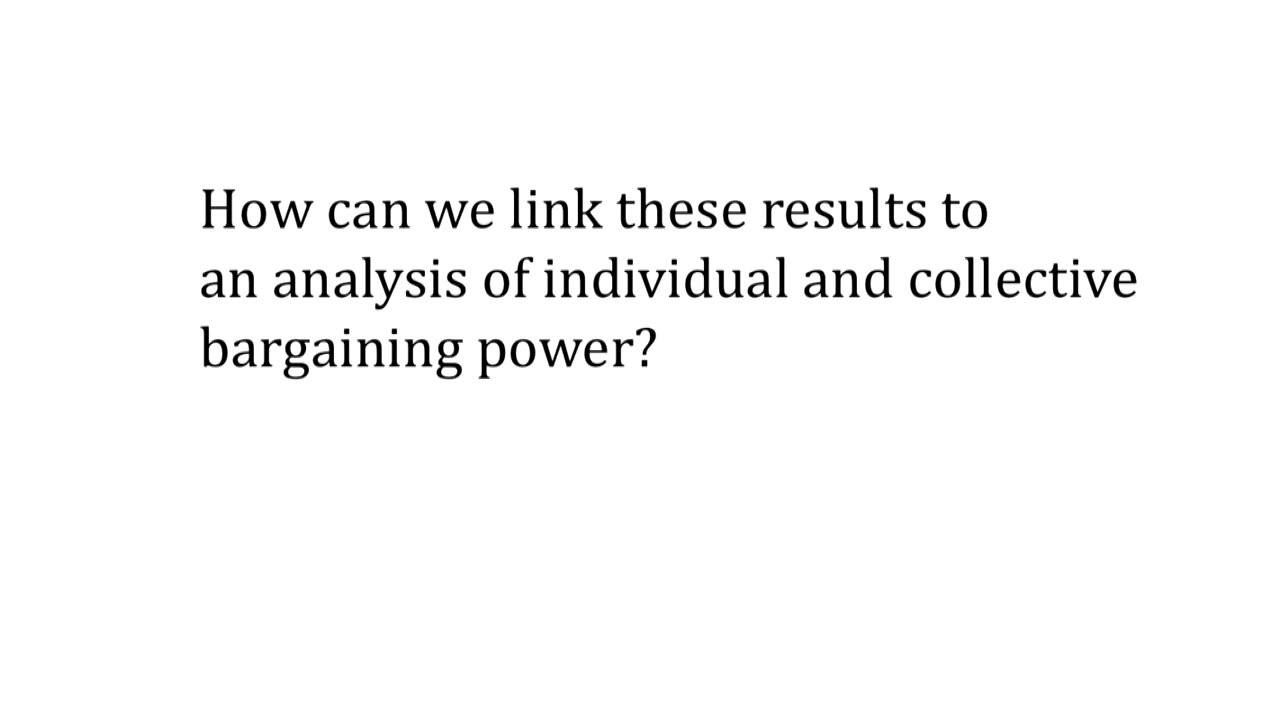 How can we link these results to
an analysis of individual and collective
bargaining power?